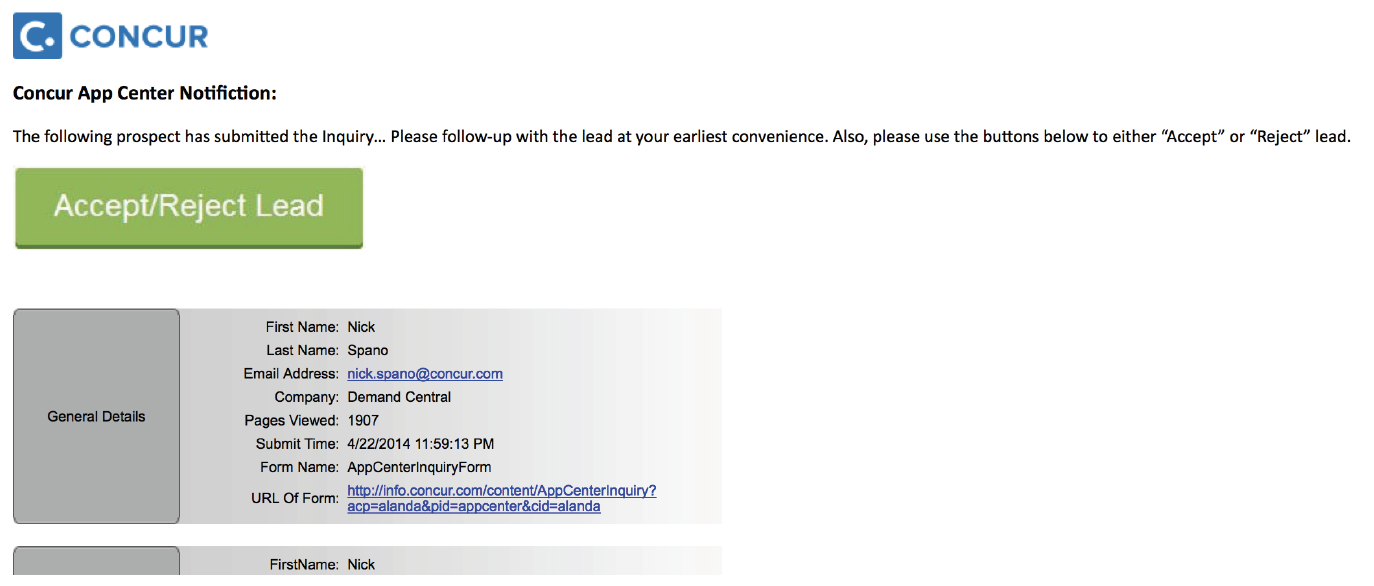 C. CONCUR
Concur App Center Notifiction:
The following prospect has submitted the Inquiry... Please follow-up with the lead at your earliest convenience. Also, please use the buttons below to either “Accept” or “Reject” lead.
Accept/Reject Lead
General Details
First Name: Nick
Last Name: Spano
Email Address: nick.spano@concur.com
Company: Demand Central
Pages Viewed: 1907
Submit Time: 4/22/2014 11:59:13 PM
Form Name: AppCenterInquiryForm
URL Of Form: http://info.concur.com/content/AppCenterInquiry?
acp=alanda&pid=appcenter&cid=alanda
FirstName: Nick